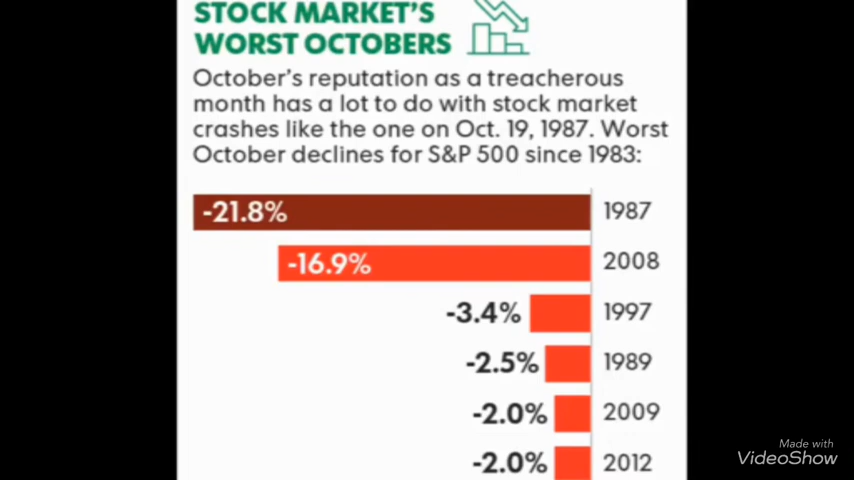 STOCK MARKET'S
WORST OCTOBERS
October's reputation as a treacherous
month has a lot to do with stock market
crashes like the one on Oct. 19, 1987. Worst
October declines for S&P 500 since 1983:
-21.8% 1987
-16.9% 2008
-3.4% 1997
-2.5% 1989
-2.0% 2009
-2.0% 2012
Made with
VideoShow